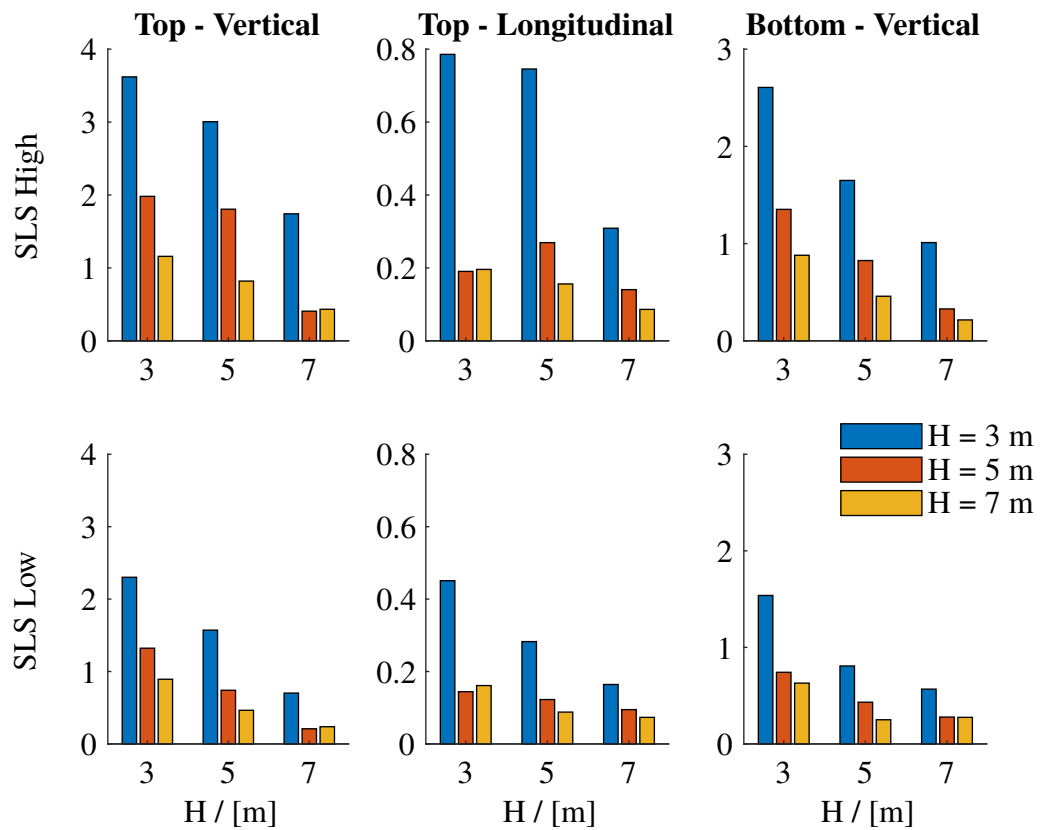 Top - Vertical
Top - Longitudinal
Bottom - Vertical
SLS High
4
3
2
1
0
3 5 7
0.8
0.6
0.4
0.2
0
3 5 7
3
2
1
0
3 5 7
SLS Low
4
3
2
1
0
3 5 7
H / [m]
0.8
0.6
0.4
0.2
0
3 5 7
H / [m]
3
2
1
0
3 5 7
H / [m]
H = 3 m
H = 5 m
H = 7 m